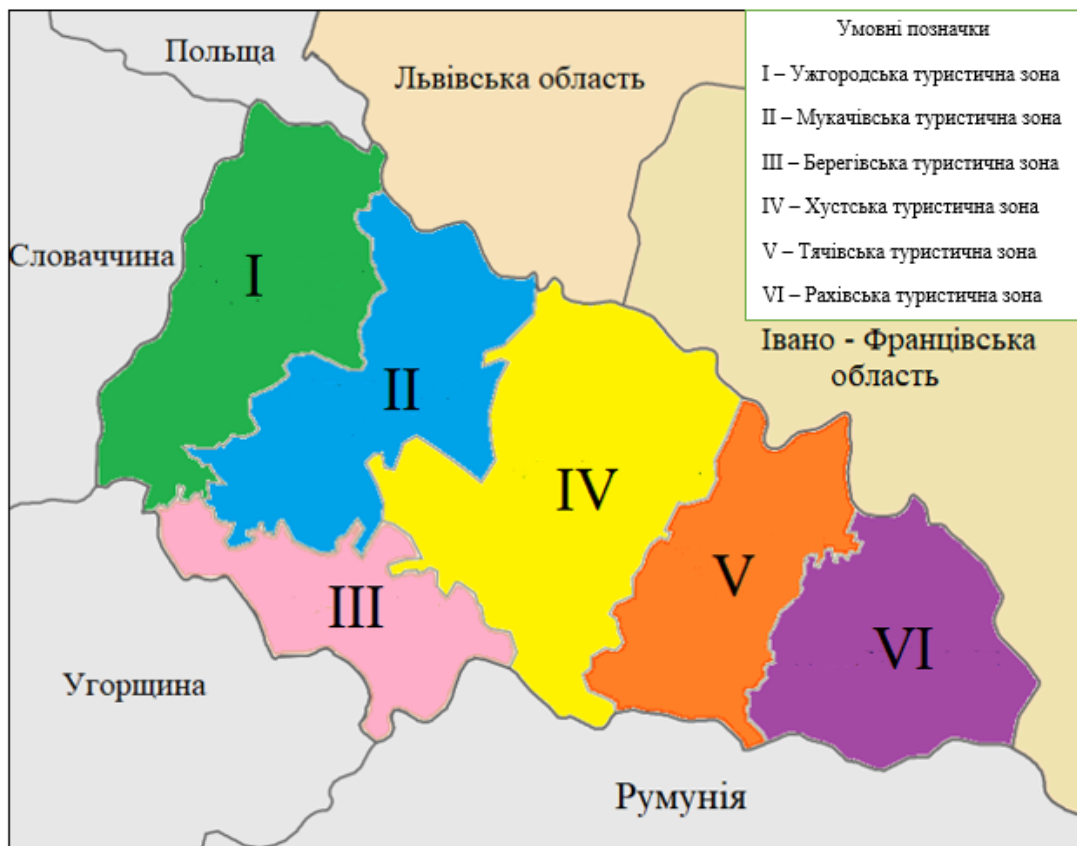 Умовні позначки
I – Ужгородська туристична зона
II – Мукачівська туристична зона
III – Берегівська туристична зона
IV – Хустська туристична зона
V – Тячівська туристична зона
VI – Рахівська туристична зона
Польща
Львівська область
Словаччина
I
Івано - Францівська
область
II
IV
V
III
VI
Угорщина
Румунія